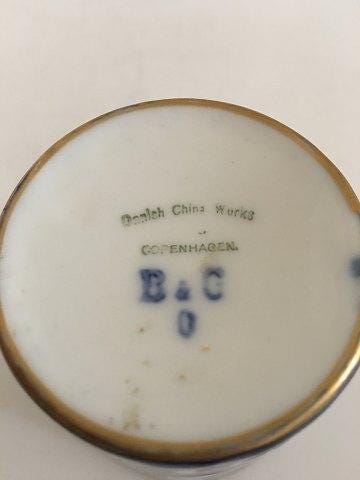 Danish China Works
COPENHAGEN.
B & G
0